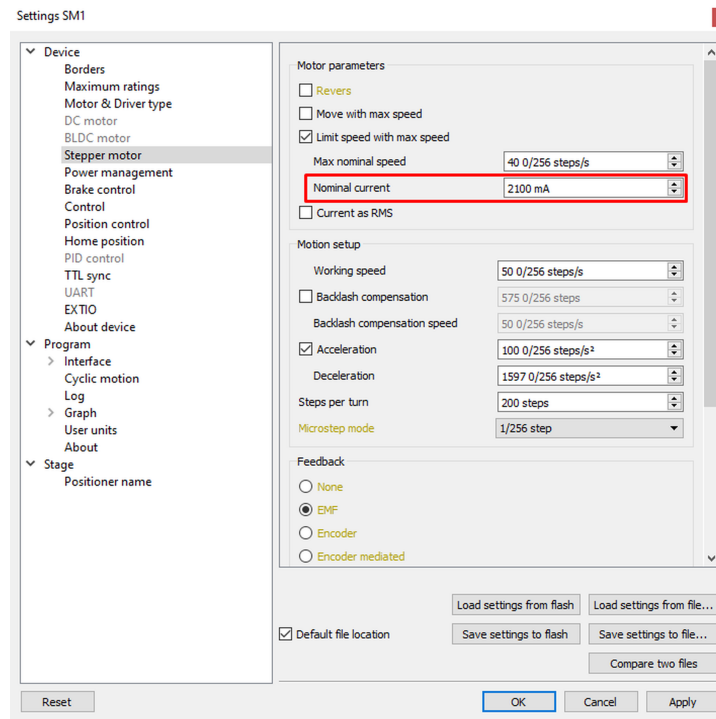 Settings SM1
Device
Borders
Maximum ratings
Motor & Driver type
DC motor
BLDC motor
Stepper motor
Power management
Brake control
Control
Position control
Home position
PID control
TTL sync
UART
EXTIO
About device
Program
Interface
Cyclic motion
Log
Graph
User units
About
Stage
Positioner name
Motor parameters
Revers
Move with max speed
Limit speed with max speed
Max nominal speed 40 0/256 steps/s
Nominal current 2100 mA
Current as RMS
Motion setup
Working speed 50 0/256 steps/s
Backlash compensation 575 0/256 steps
Backlash compensation speed 50 0/256 steps/s
Acceleration 100 0/256 steps/s²
Deceleration 1597 0/256 steps/s²
Steps per turn 200 steps
Microstep mode 1/256 step
Feedback
None
EMF
Encoder
Encoder mediated
Load settings from flash Load settings from file...
Default file location Save settings to flash Save settings to file...
Compare two files
Reset OK Cancel Apply